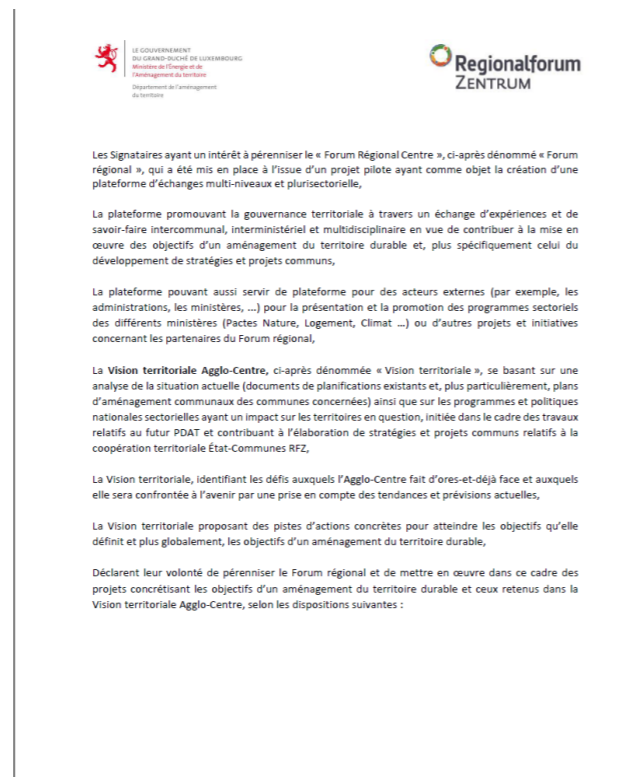 LE GOUVERNEMENT
DU GRAND-DUCHÉ DE LUXEMBOURG
Ministère de l'Énergie et de
l'Aménagement du territoire
Département de l'aménagement
du territoire
Regionalforum
ZENTRUM
Les Signataires ayant un intérêt à pérenniser le « Forum Régional Centre », ci-après dénommé « Forum
régional », qui a été mis en place à l'issue d'un projet pilote ayant comme objet la création d'une
plateforme d'échanges multi-niveaux et plurisectorielle,
La plateforme promouvant la gouvernance territoriale à travers un échange d'expériences et de
savoir-faire intercommunal, interministériel et multidisciplinaire en vue de contribuer à la mise en
œuvre des objectifs d'un aménagement du territoire durable et, plus spécifiquement celui du
développement de stratégies et projets communs,
La plateforme pouvant aussi servir de plateforme pour des acteurs externes (par exemple, les
administrations, les ministères, ...) pour la présentation et la promotion des programmes sectoriels
des différents ministères (Pactes Nature, Logement, Climat ...) ou d'autres projets et initiatives
concernant les partenaires du Forum régional,
La Vision territoriale Agglo-Centre, ci-après dénommée « Vision territoriale », se basant sur une
analyse de la situation actuelle (documents de planifications existants et, plus particulièrement, plans
d'aménagement communaux des communes concernées) ainsi que sur les programmes et politiques
nationales sectorielles ayant un impact sur les territoires en question, initiée dans le cadre des travaux
relatifs au futur PDAT et contribuant à l'élaboration de stratégies et projets communs relatifs à la
coopération territoriale État-Communes RFZ,
La Vision territoriale, identifiant les défis auxquels l'Agglo-Centre fait d'ores-et-déjà face et auxquels
elle sera confrontée à l'avenir par une prise en compte des tendances et prévisions actuelles,
La Vision territoriale proposant des pistes d'actions concrètes pour atteindre les objectifs qu'elle
définit et plus globalement, les objectifs d'un aménagement du territoire durable,
Déclarent leur volonté de pérenniser le Forum régional et de mettre en œuvre dans ce cadre des
projets concrétisant les objectifs d'un aménagement du territoire durable et ceux retenus dans la
Vision territoriale Agglo-Centre, selon les dispositions suivantes :